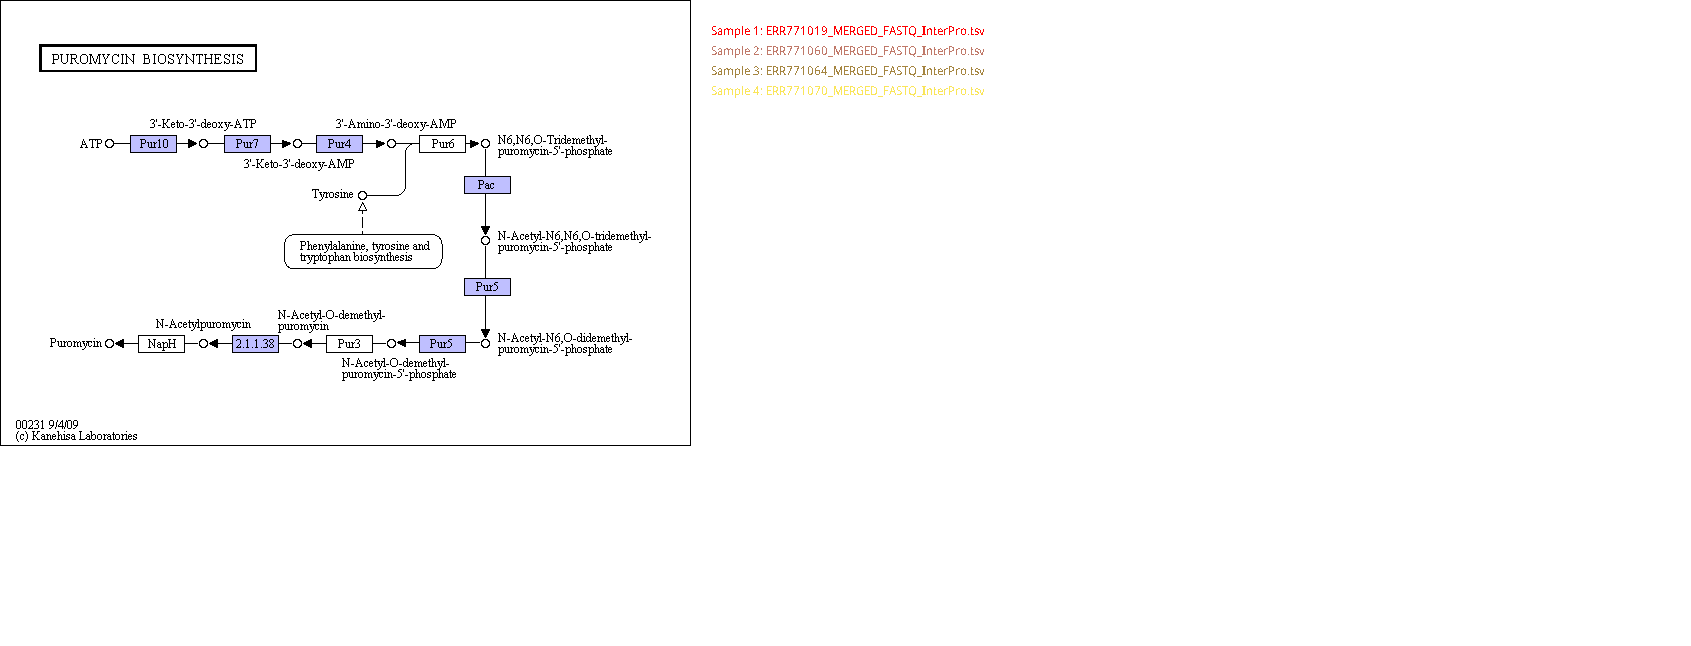 PUROMYCIN BIOSYNTHESIS
Sample 1: ERR771019_MERGED_FASTQ_InterPro.tsv
Sample 2: ERR771060_MERGED_FASTQ_InterPro.tsv
Sample 3: ERR771064_MERGED_FASTQ_InterPro.tsv
Sample 4: ERR771070_MERGED_FASTQ_InterPro.tsv
3'-Keto-3'-deoxy-ATP
3'-Amino-3'-deoxy-AMP
ATP
Pur10
Pur7
Pur4
Pur6
N6,N6,O-Tridemethyl-
puromycin-5'-phosphate
3'-Keto-3'-deoxy-AMP
Pac
Tyrosine
Phenylalanine, tyrosine and
tryptophan biosynthesis
N-Acetyl-N6,N6,O-tridemethyl-
puromycin-5'-phosphate
Pur5
N-Acetylpuromycin
N-Acetyl-O-demethyl-
puromycin
Puromycin
NapH
2.1.1.38
Pur3
Pur5
N-Acetyl-N6,O-didemethyl-
puromycin-5'-phosphate
N-Acetyl-O-demethyl-
puromycin-5'-phosphate
00231 9/4/09
(c) Kanehisa Laboratories